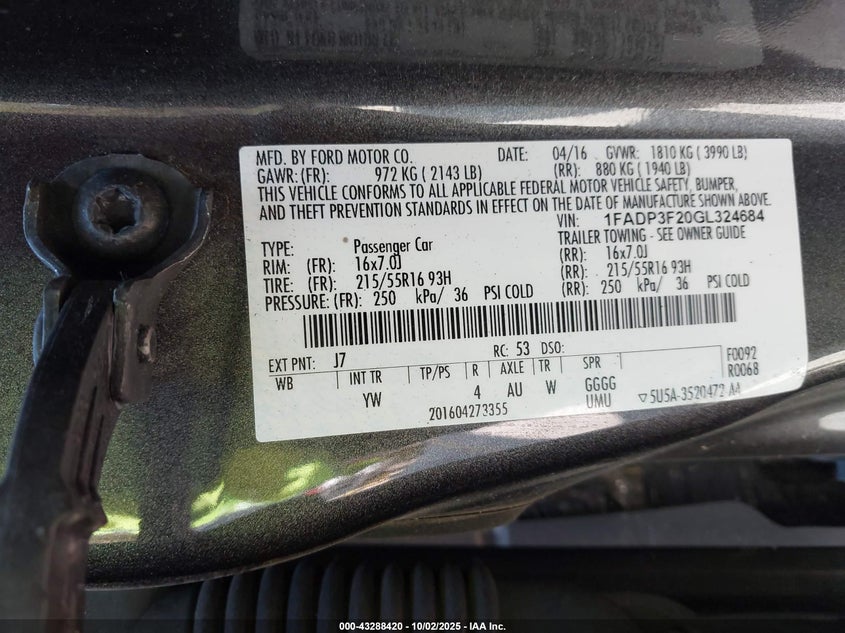 MFD. BY FORD MOTOR CO. DATE: 04/16 GVWR: 1810 KG ( 3990 LB)
GAWR: (FR): 972 KG ( 2143 LB) (RR): 880 KG ( 1940 LB)
THIS VEHICLE CONFORMS TO ALL APPLICABLE FEDERAL MOTOR VEHICLE SAFETY, BUMPER,
AND THEFT PREVENTION STANDARDS IN EFFECT ON THE DATE OF MANUFACTURE SHOWN ABOVE.
VIN: 1FADP3F20GL324684
TYPE: Passenger Car TRAILER TOWING - SEE OWNER GUIDE
RIM: (FR): 16x7.0J (RR): 16x7.0J
TIRE: (FR): 215/55R16 93H (RR): 215/55R16 93H
PRESSURE: (FR): 250 kPa/ 36 PSI COLD (RR): 250 kPa/ 36 PSI COLD
EXT PNT: J7 RC: 53 DSO: F0092
WB INT TR TP/PS R AXLE TR SPR R0068
YW 4 AU W GGGG
201604273355 UMU 5U5A-3520472 AA
000-43288420 - 10/02/2025 - IAA Inc.